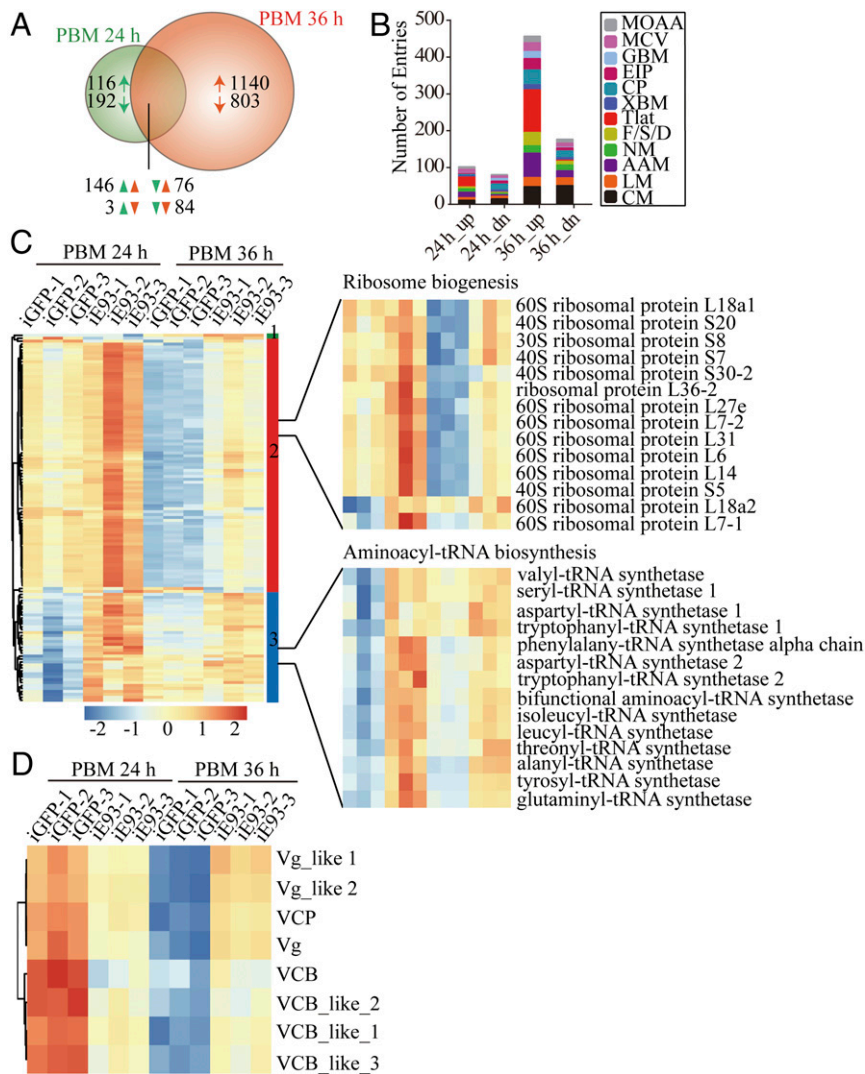 A
PBM 24 h
PBM 36 h
116
192
1140
803
146 76
3 84
B
Number of Entries
500
400
300
200
100
0
24 h_up
24 h_dn
36 h_up
36 h_dn
MOAA
MCV
GBM
EIP
CP
XBM
Tlat
F/S/D
NM
AAM
LM
CM
C
PBM 24 h PBM 36 h
iGFP-1 iGFP-2 iGFP-3 iE93-1 iE93-2 iE93-3 iGFP-1 iGFP-2 iGFP-3 iE93-1 iE93-2 iE93-3
1
2
3
-2 -1 0 1 2
Ribosome biogenesis
60S ribosomal protein L18a1
40S ribosomal protein S20
30S ribosomal protein S8
40S ribosomal protein S7
40S ribosomal protein S30-2
ribosomal protein L36-2
60S ribosomal protein L27e
60S ribosomal protein L7-2
60S ribosomal protein L31
60S ribosomal protein L6
60S ribosomal protein L14
40S ribosomal protein S5
60S ribosomal protein L18a2
60S ribosomal protein L7-1
Aminoacyl-tRNA biosynthesis
valyl-tRNA synthetase
seryl-tRNA synthetase 1
aspartyl-tRNA synthetase 1
tryptophanyl-tRNA synthetase 1
phenylalany-tRNA synthetase alpha chain
aspartyl-tRNA synthetase 2
tryptophanyl-tRNA synthetase 2
bifunctional aminoacyl-tRNA synthetase
isoleucyl-tRNA synthetase
leucyl-tRNA synthetase
threonyl-tRNA synthetase
alanyl-tRNA synthetase
tyrosyl-tRNA synthetase
glutaminyl-tRNA synthetase
D
PBM 24 h PBM 36 h
iGFP-1 iGFP-2 iGFP-3 iE93-1 iE93-2 iE93-3 iGFP-1 iGFP-2 iGFP-3 iE93-1 iE93-2 iE93-3
Vg_like 1
Vg_like 2
VCP
Vg
VCB
VCB_like_2
VCB_like_1
VCB_like_3